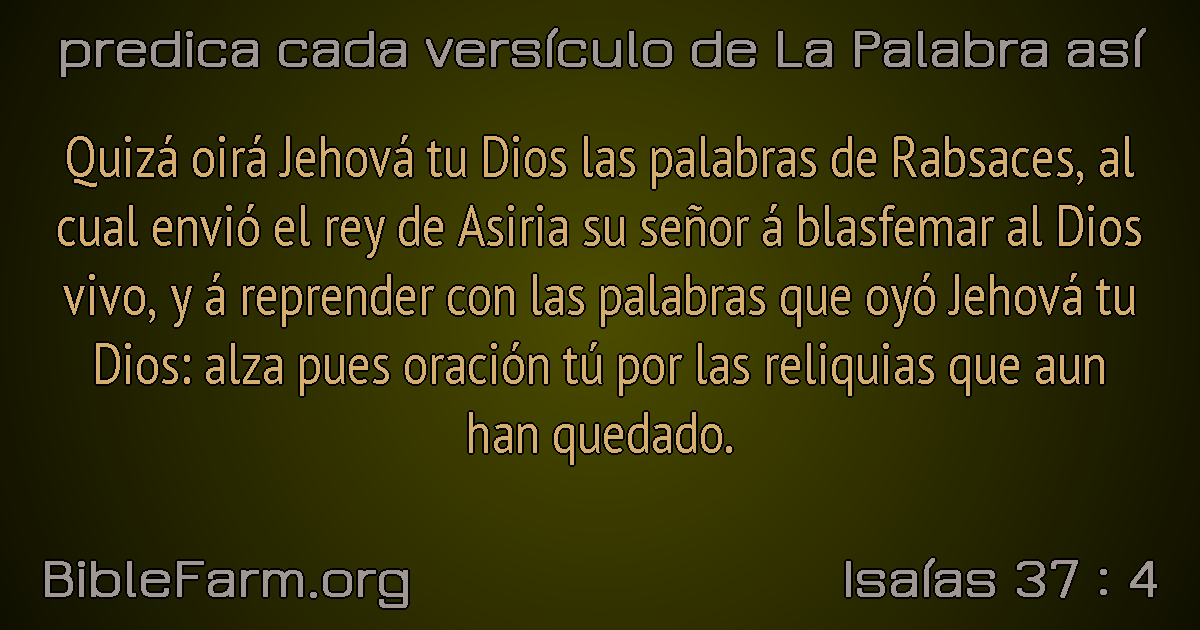 predica cada versículo de La Palabra así
Quizá oirá Jehová tu Dios las palabras de Rabsaces, al
cual envió el rey de Asiria su señor á blasfemar al Dios
vivo, y á reprender con las palabras que oyó Jehová tu
Dios: alza pues oración tú por las reliquias que aun
han quedado.
BibleFarm.org
Isaías 37 : 4